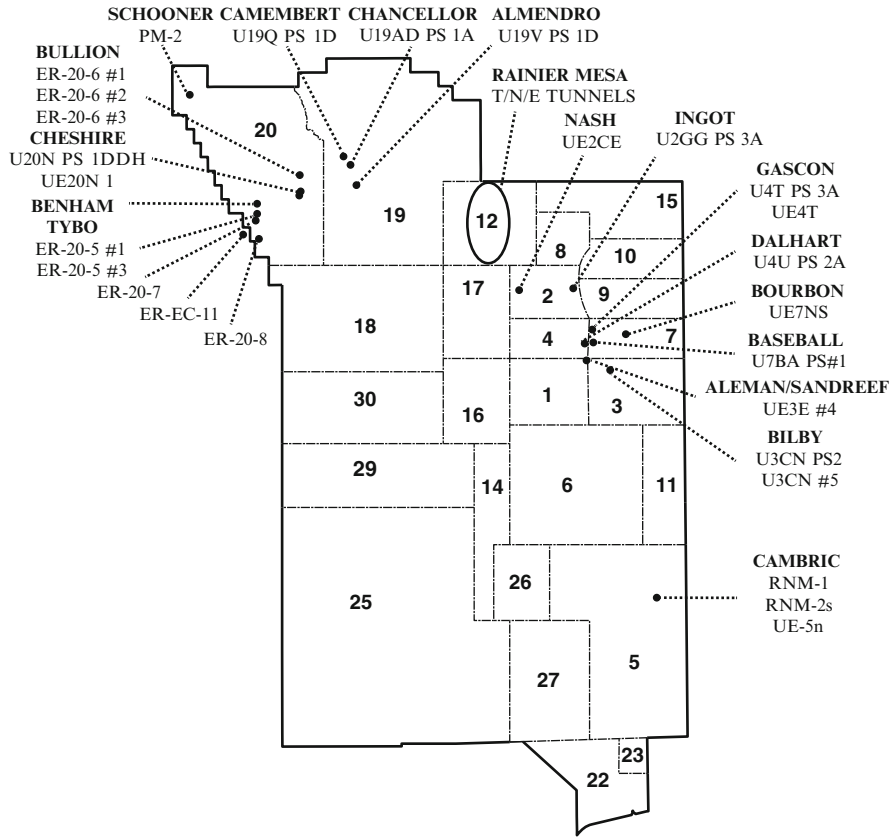 SCHOONER
PM-2
CAMEMBERT
U19Q PS 1D
CHANCELLOR
U19AD PS 1A
ALMENDRO
U19V PS 1D
BULLION
ER-20-6 #1
ER-20-6 #2
ER-20-6 #3
CHESHIRE
U20N PS 1DDH
UE20N 1
BENHAM
TYBO
ER-20-5 #1
ER-20-5 #3
ER-20-7
ER-EC-11
ER-20-8
RAINIER MESA
T/N/E TUNNELS
NASH
UE2CE
INGOT
U2GG PS 3A
GASCON
U4T PS 3A
UE4T
DALHART
U4U PS 2A
BOURBON
UE7NS
BASEBALL
U7BA PS#1
ALEMAN/SANDREEF
UE3E #4
BILBY
U3CN PS2
U3CN #5
CAMBRIC
RNM-1
RNM-2s
UE-5n
20
19
12
15
8
10
17
2
9
18
4
7
30
16
1
3
29
14
6
11
25
26
5
27
23
22